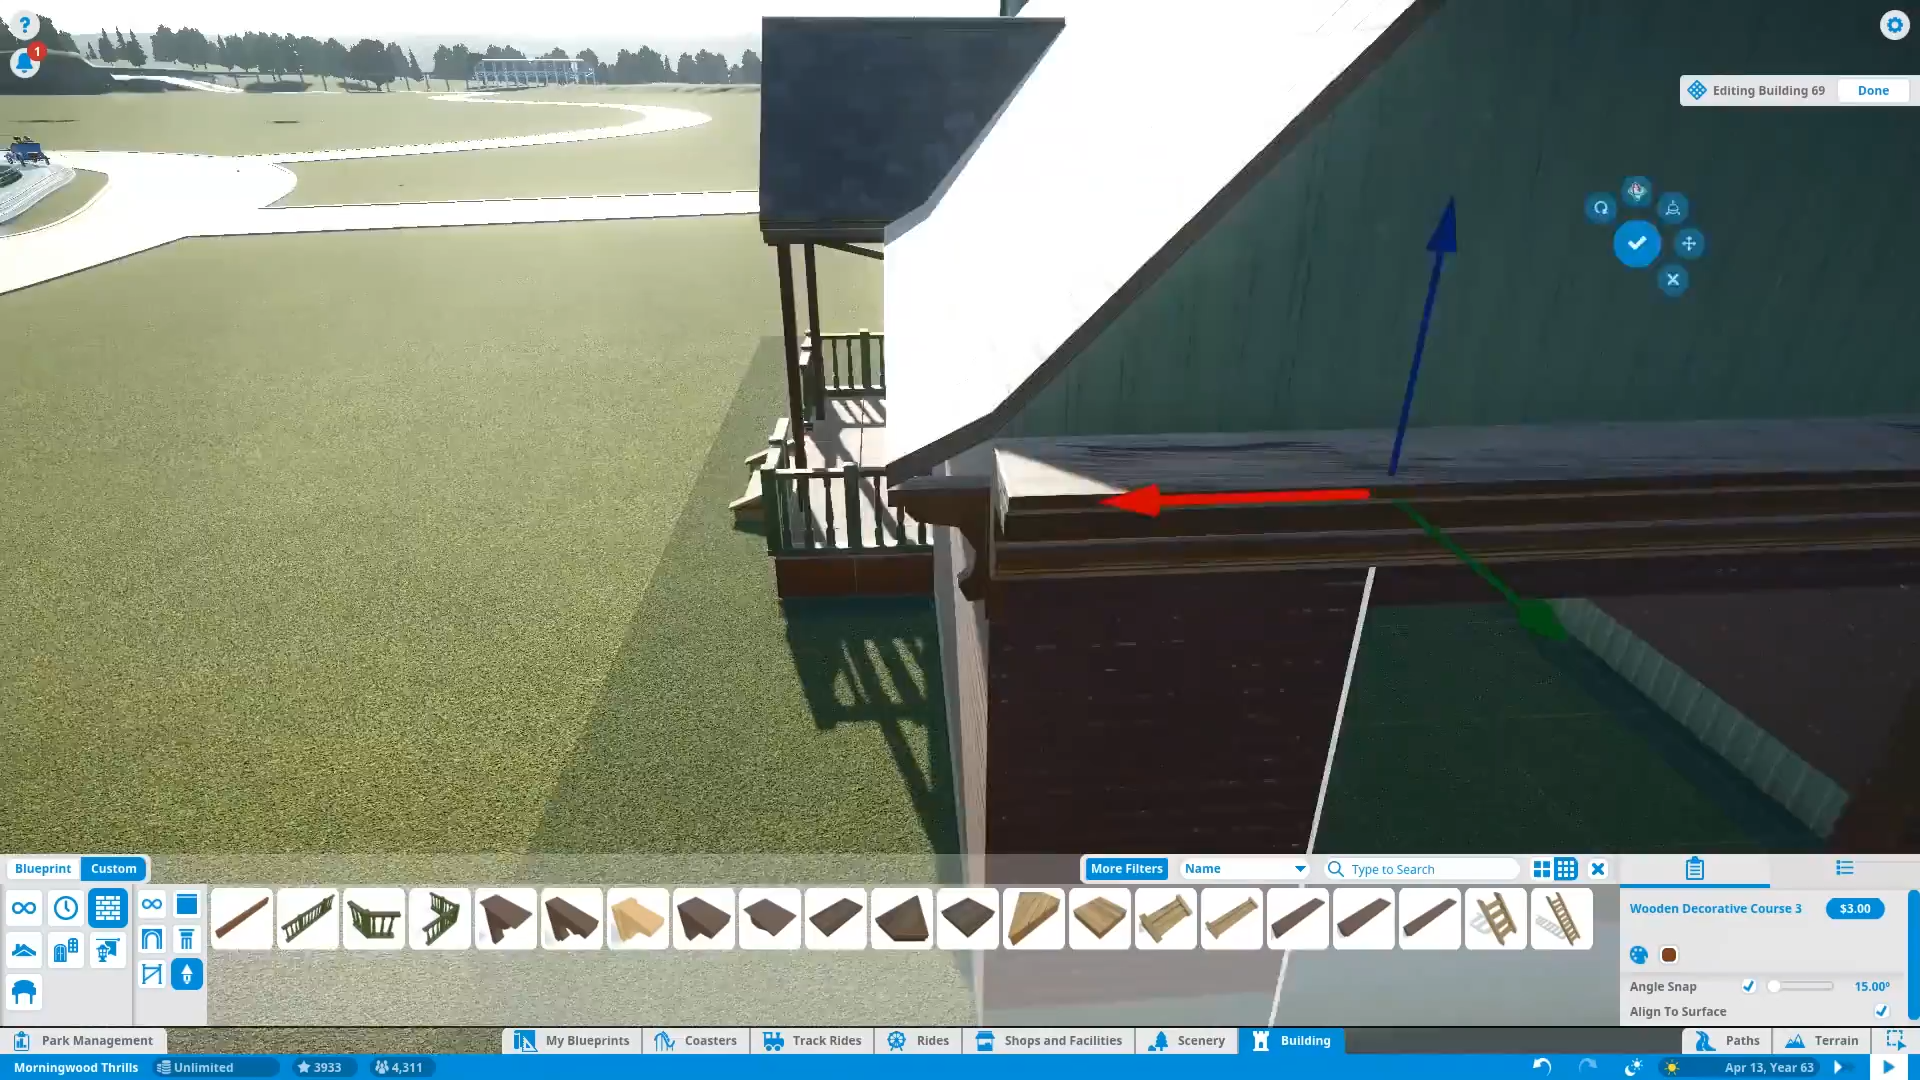 ?
1
Editing Building 69
Done
Blueprint
Custom
More Filters
Name
Type to Search
Wooden Decorative Course 3
$3.00
Angle Snap
15.00°
Align To Surface
Park Management
My Blueprints
Coasters
Track Rides
Rides
Shops and Facilities
Scenery
Building
Paths
Terrain
Morningwood Thrills
Unlimited
3933
4,311
Apr 13, Year 63